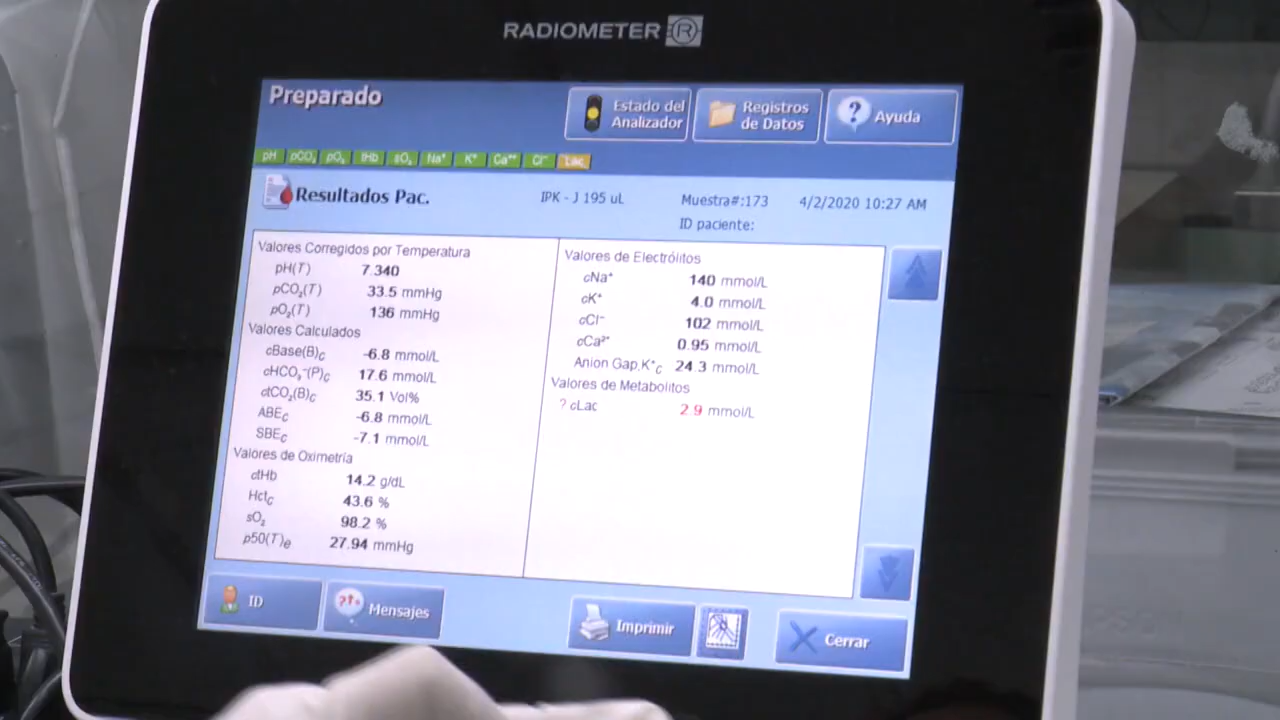 RADIOMETER R
Preparado
Estado del
Analizador
Registros
de Datos
? Ayuda
pH pCO₂ pO₂ tHb sO₂ Na⁺ K⁺ Ca⁺⁺ Cl⁻ Lac
Resultados Pac.
IPK - J 195 uL
Muestra#:173
4/2/2020 10:27 AM
ID paciente:
Valores Corregidos por Temperatura
pH(T) 7.340
pCO₂(T) 33.5 mmHg
pO₂(T) 136 mmHg
Valores Calculados
cBase(B)c -6.8 mmol/L
cHCO₃⁻(P)c 17.6 mmol/L
ctCO₂(B)c 35.1 Vol%
ABEc -6.8 mmol/L
SBEc -7.1 mmol/L
Valores de Oximetría
ctHb 14.2 g/dL
Hctc 43.6 %
sO₂ 98.2 %
p50(T)e 27.94 mmHg
Valores de Electrólitos
cNa⁺ 140 mmol/L
cK⁺ 4.0 mmol/L
cCl⁻ 102 mmol/L
cCa²⁺ 0.95 mmol/L
Anion Gap,K⁺c 24.3 mmol/L
Valores de Metabolitos
? cLac 2.9 mmol/L
ID
?↑• Mensajes
Imprimir
Cerrar